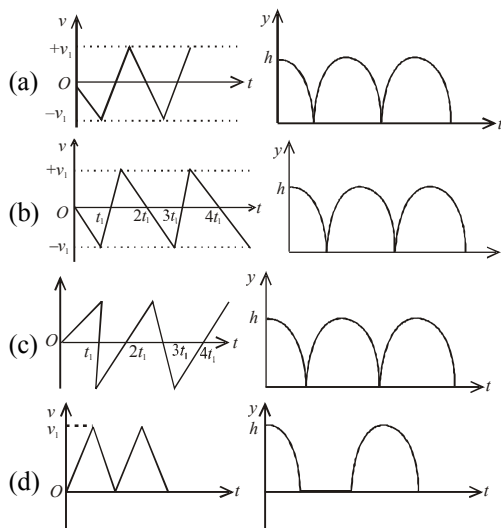 v
+v₁
(a)
O
t
−v₁
y
h
t
v
+v₁
(b)
O
t₁
2t₁
3t₁
4t₁
t
−v₁
y
h
v
(c)
O
t₁
2t₁
3t₁
4t₁
t
y
h
t
v
v₁
(d)
O
t
y
h
t